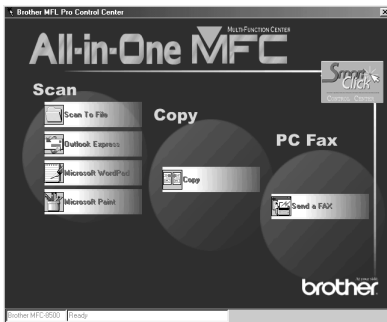 Brother MFL Pro Control Center
MULTI-FUNCTION CENTER
All-in-One MFC
Smart Click
CONTROL CENTER
Scan
Scan To File
Outlook Express
Microsoft WordPad
Microsoft Paint
Copy
Copy
PC Fax
Send a FAX
brother
Brother MFC-8500 Ready